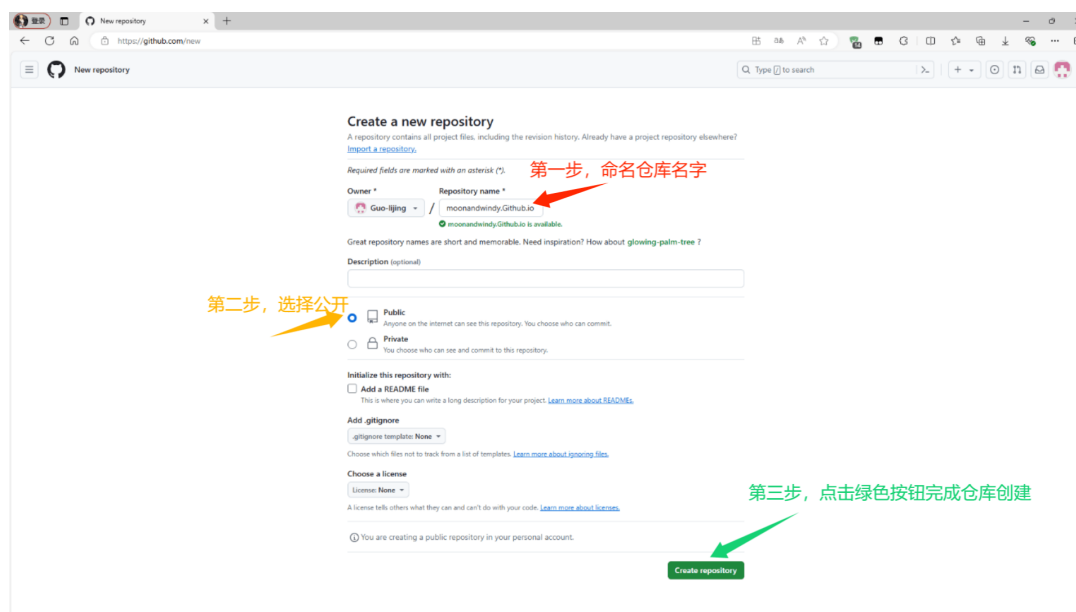 登录
New repository
https://github.com/new
New repository
Type / to search
Create a new repository
A repository contains all project files, including the revision history. Already have a project repository elsewhere?
Import a repository.
Required fields are marked with an asterisk (*).
第一步，命名仓库名字
Owner * Repository name *
Guo-lijing / moonandwindy.Github.io
moonandwindy.Github.io is available.
Great repository names are short and memorable. Need inspiration? How about glowing-palm-tree ?
Description (optional)
第二步，选择公开
Public
Anyone on the internet can see this repository. You choose who can commit.
Private
You choose who can see and commit to this repository.
Initialize this repository with:
Add a README file
This is where you can write a long description for your project. Learn more about READMEs.
Add .gitignore
.gitignore template: None
Choose which files not to track from a list of templates. Learn more about ignoring files.
Choose a license
License: None
第三步，点击绿色按钮完成仓库创建
A license tells others what they can and can't do with your code. Learn more about licenses.
You are creating a public repository in your personal account.
Create repository